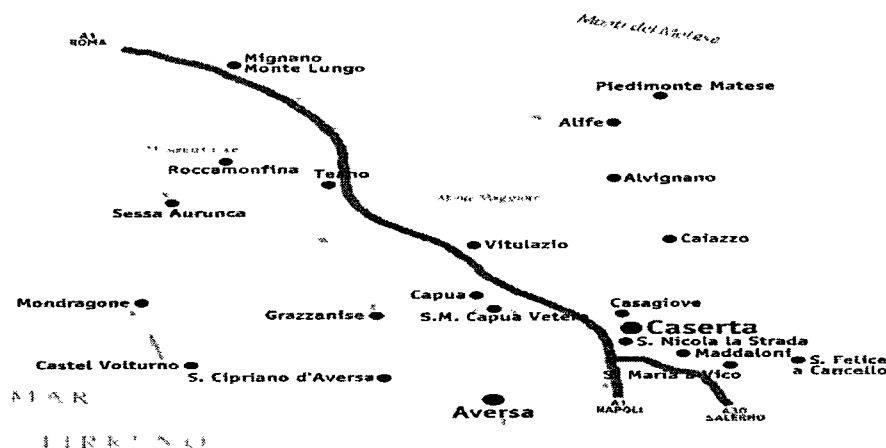 Monti del Matese
A1
ROMA
Mignano
Monte Lungo
Piedimonte Matese
Alife
Roccamonfina
Teano
Alvignano
Sessa Aurunca
Monte Maggiore
Vitulazio
Caiazzo
Mondragone
Capua
Casagiove
Grazzanise
S.M. Capua Vetere
Caserta
S. Nicola la Strada
Maddaloni
Castel Volturno
S. Felice
a Cancello
S. Maria a Vico
S. Cipriano d'Aversa
MAR
Aversa
A1
NAPOLI
A30
SALERNO
TIRRENO